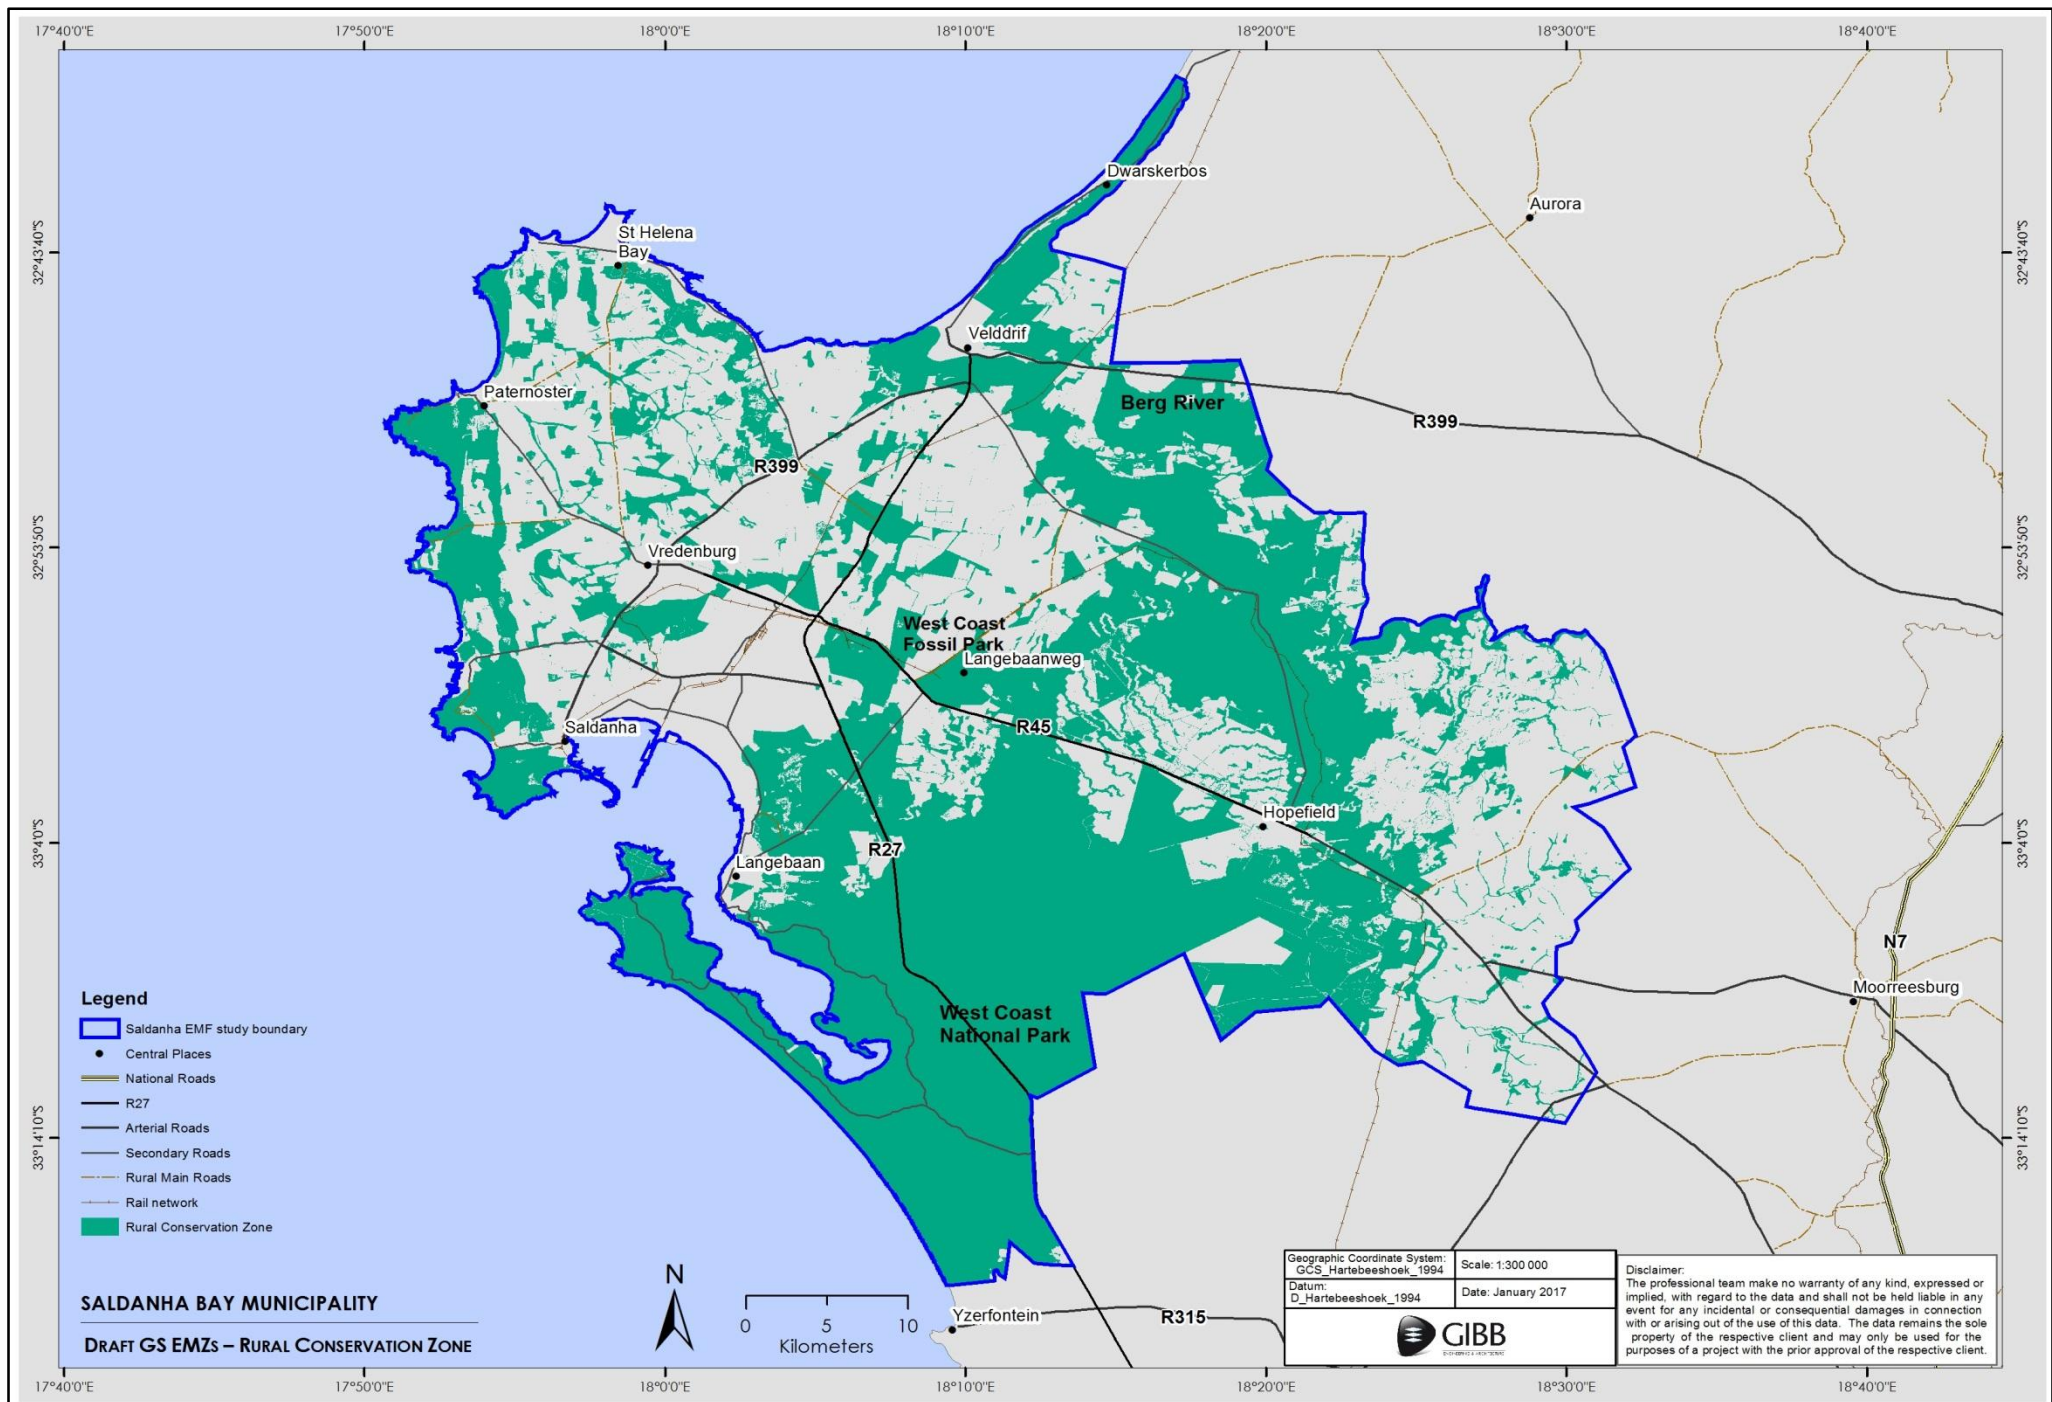 17°40'0"E
17°50'0"E
18°0'0"E
18°10'0"E
18°20'0"E
18°30'0"E
18°40'0"E
32°43'40"S
32°43'40"S
32°53'50"S
32°53'50"S
33°4'0"S
33°4'0"S
33°14'10"S
33°14'10"S
Dwarskerbos
Aurora
St Helena
Bay
Velddrif
Paternoster
Berg River
R399
R399
Vredenburg
West Coast
Fossil Park
Langebaanweg
Saldanha
R45
Hopefield
R27
Langebaan
N7
Moorreesburg
West Coast
National Park
Yzerfontein
R315
Legend
Saldanha EMF study boundary
Central Places
National Roads
R27
Arterial Roads
Secondary Roads
Rural Main Roads
Rail network
Rural Conservation Zone
SALDANHA BAY MUNICIPALITY
DRAFT GS EMZS – RURAL CONSERVATION ZONE
N
0 5 10
Kilometers
Geographic Coordinate System:
GCS_Hartebeeshoek_1994
Scale: 1:300 000
Datum:
D_Hartebeeshoek_1994
Date: January 2017
GIBB
Disclaimer:
The professional team make no warranty of any kind, expressed or
implied, with regard to the data and shall not be held liable in any
event for any incidental or consequential damages in connection
with or arising out of the use of this data. The data remains the sole
property of the respective client and may only be used for the
purposes of a project with the prior approval of the respective client.
17°40'0"E
17°50'0"E
18°0'0"E
18°10'0"E
18°20'0"E
18°30'0"E
18°40'0"E